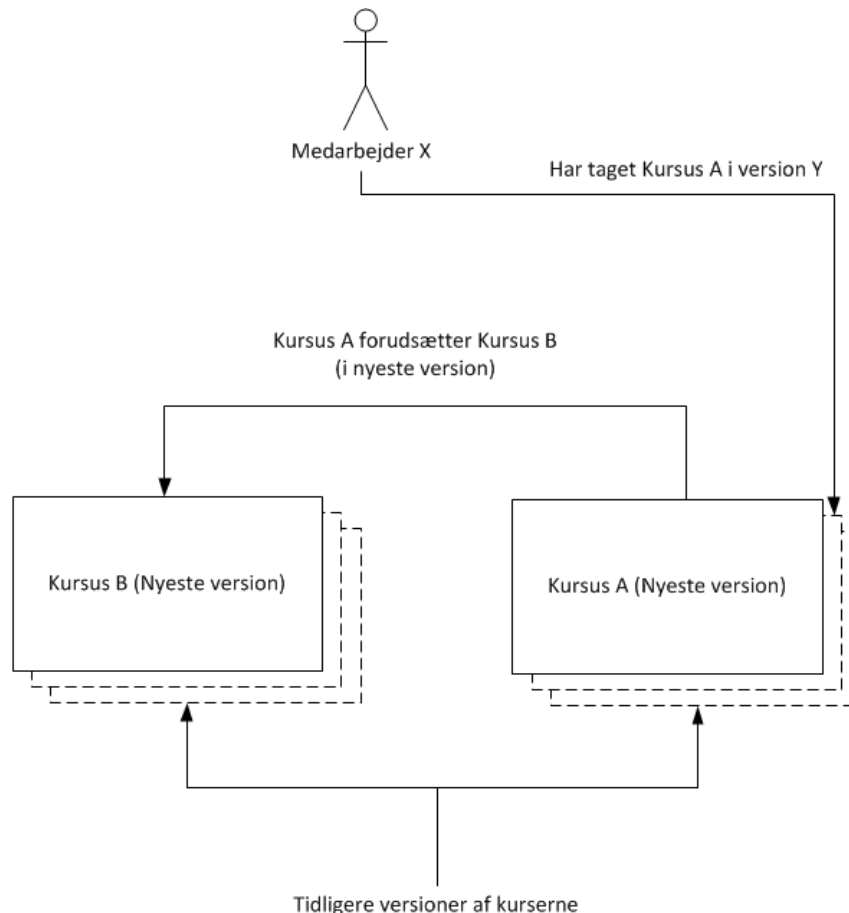 Medarbejder X
Har taget Kursus A i version Y
Kursus A forudsætter Kursus B
(i nyeste version)
Kursus B (Nyeste version)
Kursus A (Nyeste version)
Tidligere versioner af kurserne